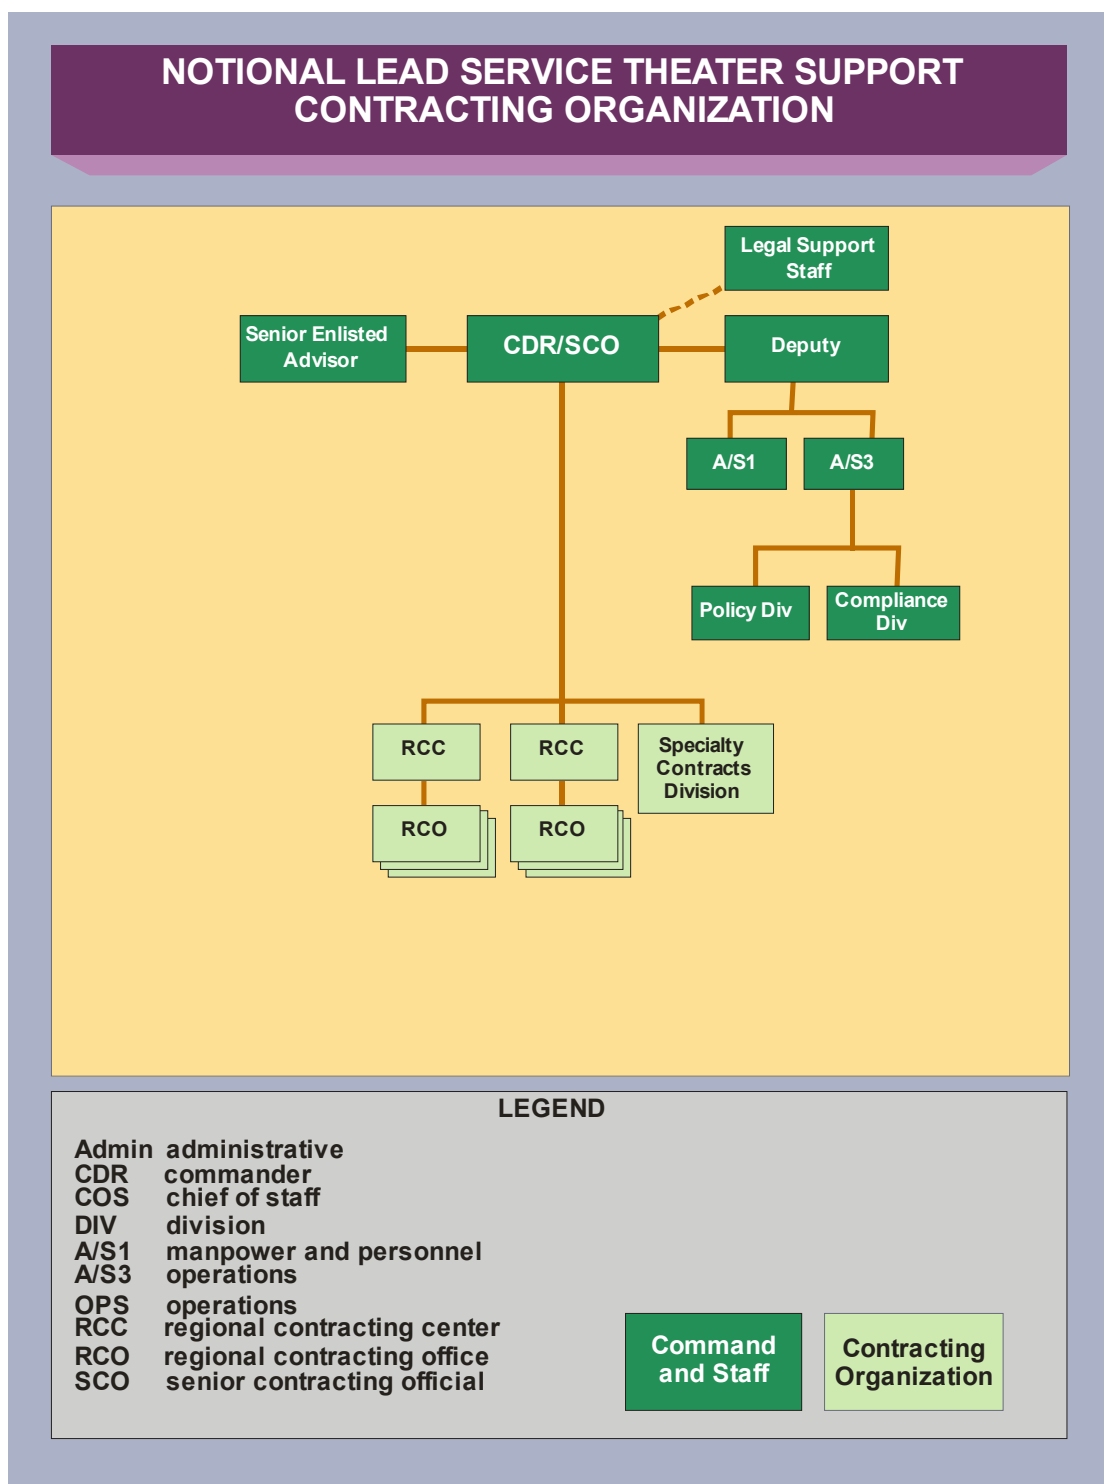 NOTIONAL LEAD SERVICE THEATER SUPPORT
CONTRACTING ORGANIZATION
Legal Support
Staff
Senior Enlisted
Advisor
CDR/SCO
Deputy
A/S1
A/S3
Policy Div
Compliance
Div
RCC
RCC
Specialty
Contracts
Division
RCO
RCO
LEGEND
Admin administrative
CDR commander
COS chief of staff
DIV division
A/S1 manpower and personnel
A/S3 operations
OPS operations
RCC regional contracting center
RCO regional contracting office
SCO senior contracting official
Command
and Staff
Contracting
Organization